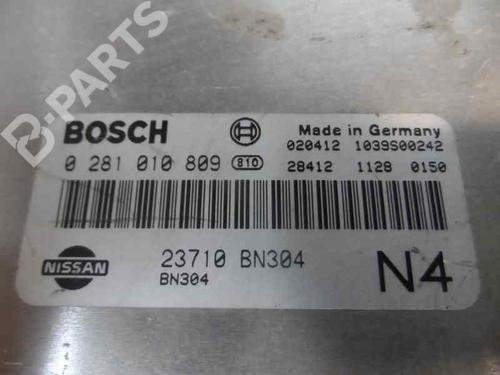 B-PARTS
BOSCH Made in Germany
020412 1039S00242
0 281 010 809 810 28412 1128 0150
NISSAN 23710 BN304 N4
BN304